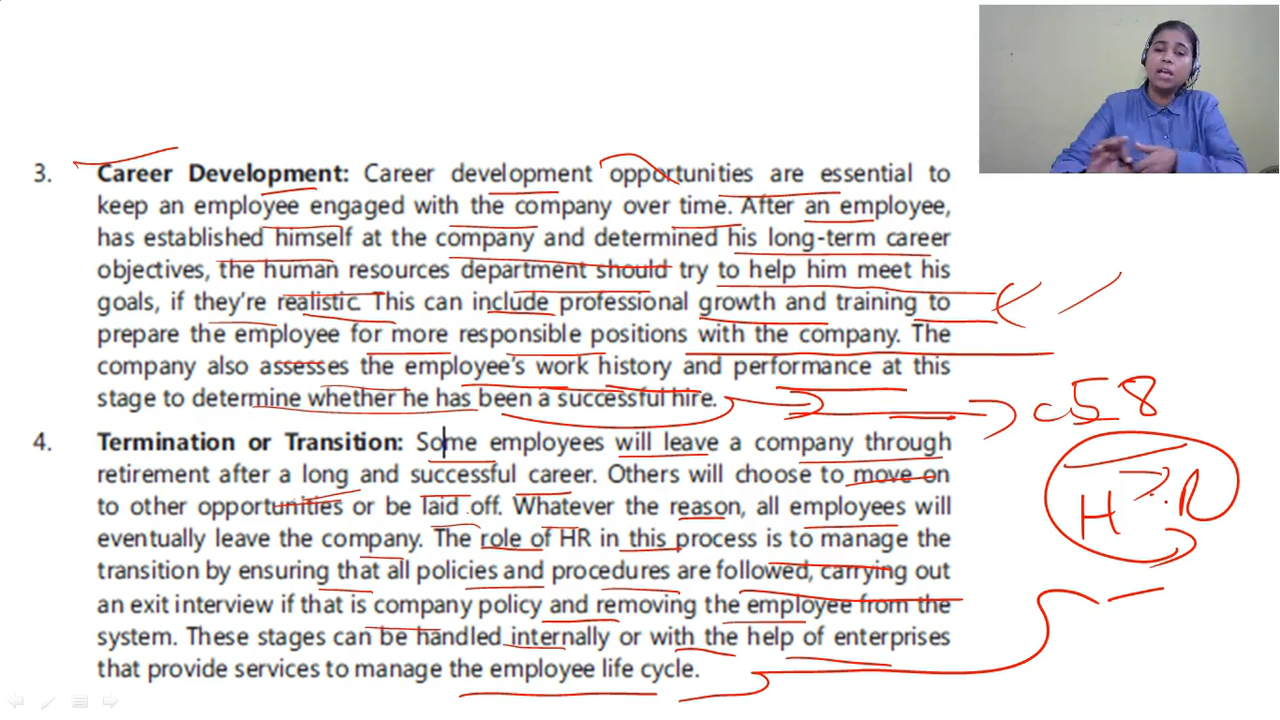 3. Career Development: Career development opportunities are essential to
keep an employee engaged with the company over time. After an employee,
has established himself at the company and determined his long-term career
objectives, the human resources department should try to help him meet his
goals, if they're realistic. This can include professional growth and training to
prepare the employee for more responsible positions with the company. The
company also assesses the employee's work history and performance at this
stage to determine whether he has been a successful hire.
58
H R
4. Termination or Transition: Some employees will leave a company through
retirement after a long and successful career. Others will choose to move on
to other opportunities or be laid off. Whatever the reason, all employees will
eventually leave the company. The role of HR in this process is to manage the
transition by ensuring that all policies and procedures are followed, carrying out
an exit interview if that is company policy and removing the employee from the
system. These stages can be handled internally or with the help of enterprises
that provide services to manage the employee life cycle.